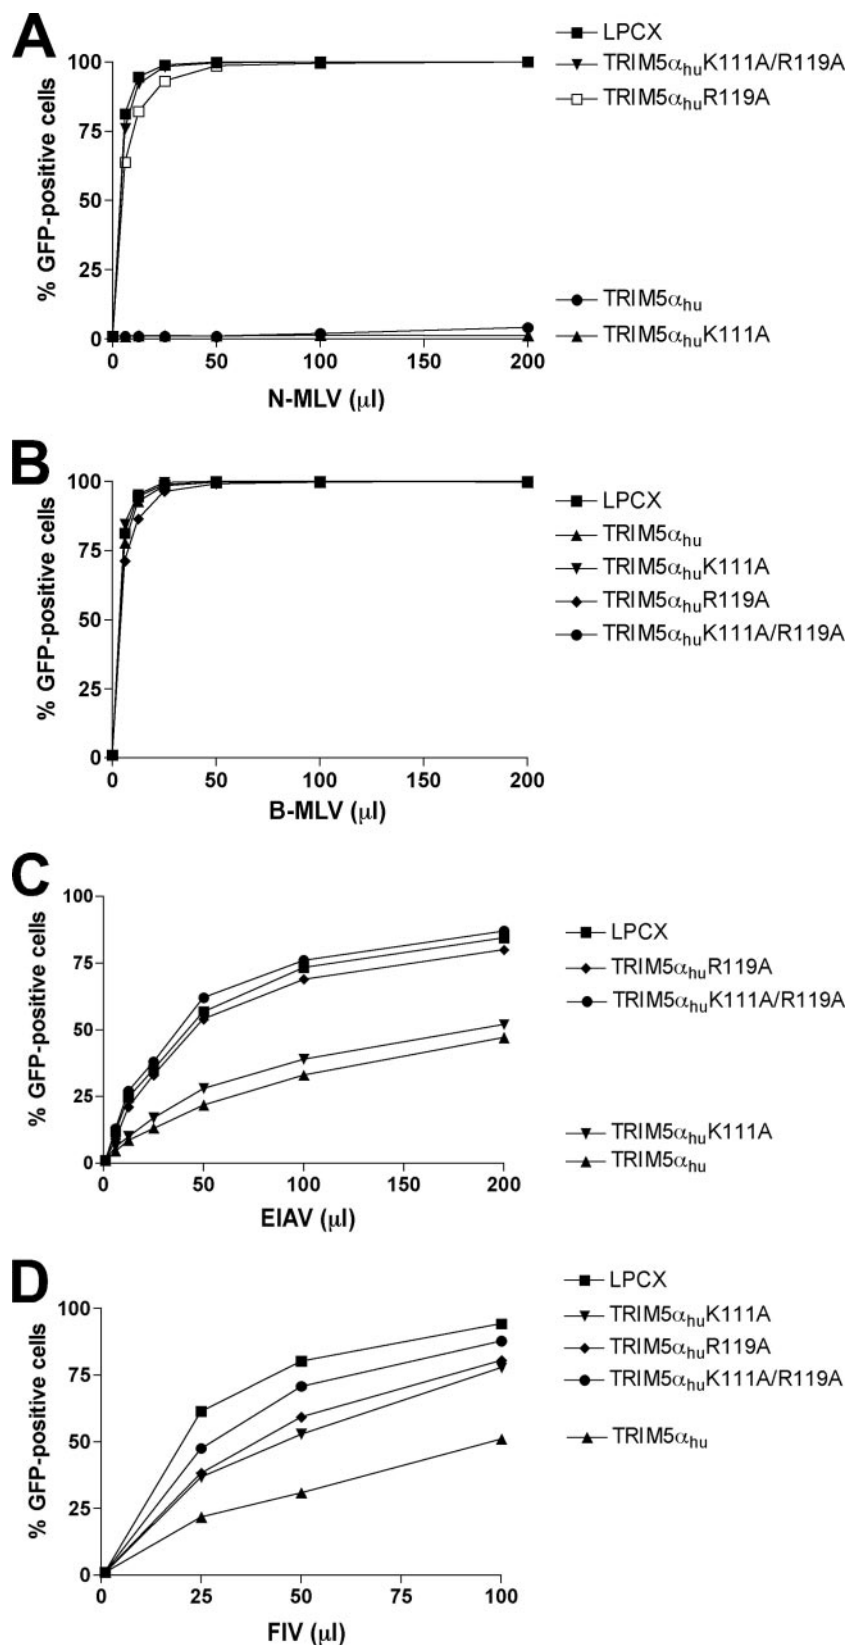 A
LPCX
TRIM5αhuK111A/R119A
TRIM5αhuR119A
TRIM5αhu
TRIM5αhuK111A
% GFP-positive cells
100
75
50
25
0
0 50 100 150 200
N-MLV (µl)
B
LPCX
TRIM5αhu
TRIM5αhuK111A
TRIM5αhuR119A
TRIM5αhuK111A/R119A
% GFP-positive cells
100
75
50
25
0
0 50 100 150 200
B-MLV (µl)
C
LPCX
TRIM5αhuR119A
TRIM5αhuK111A/R119A
TRIM5αhuK111A
TRIM5αhu
% GFP-positive cells
100
75
50
25
0
0 50 100 150 200
EIAV (µl)
D
LPCX
TRIM5αhuK111A
TRIM5αhuR119A
TRIM5αhuK111A/R119A
TRIM5αhu
% GFP-positive cells
100
75
50
25
0
0 25 50 75 100
FIV (µl)